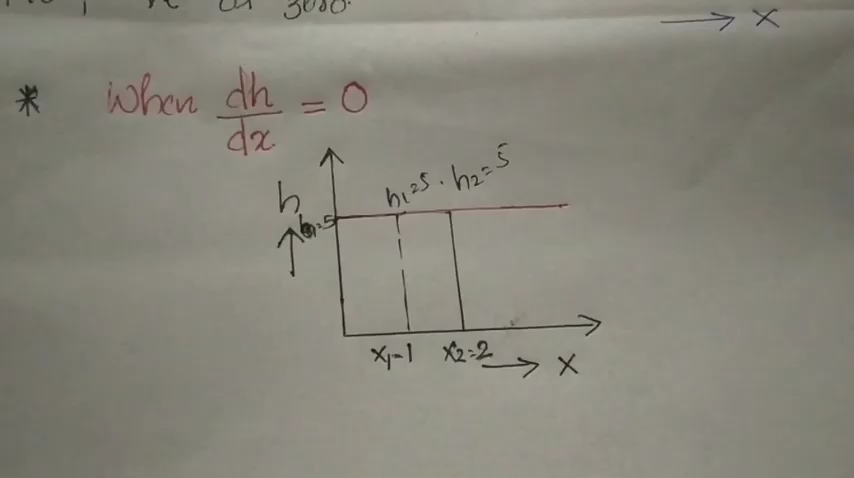 → x
* When dh/dx = 0
h₁=5 . h₂=5
h
=5
x₁=1 x₂=2
→ x